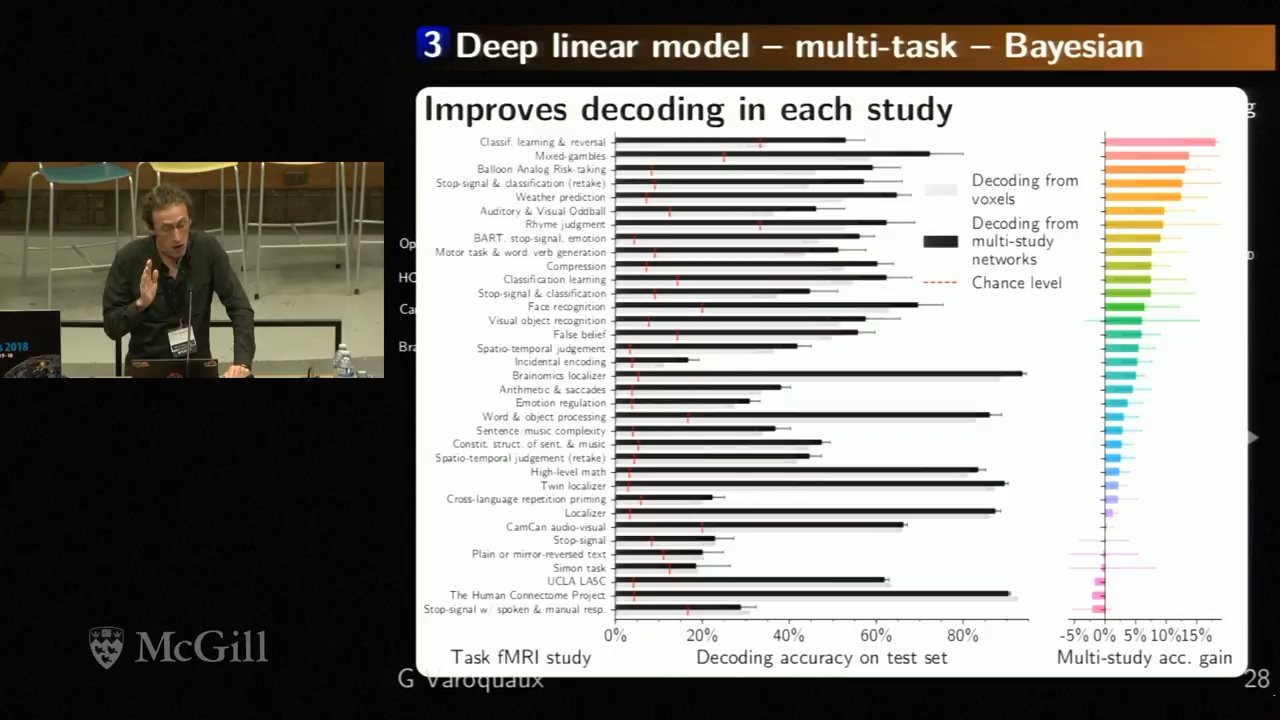 3 Deep linear model – multi-task – Bayesian
Improves decoding in each study
Classif. learning & reversal
Mixed-gambles
Balloon Analog Risk-taking
Stop-signal & classification (retake)
Weather prediction
Auditory & Visual Oddball
Rhyme judgment
BART, stop-signal, emotion
Motor task & word/verb generation
Compression
Classification learning
Stop-signal & classification
Face recognition
Visual object recognition
False belief
Spatio-temporal judgement
Incidental encoding
Brainomics localizer
Arithmetic & saccades
Emotion regulation
Word & object processing
Sentence/music complexity
Constit. struct. of sent. & music
Spatio-temporal judgement (retake)
High-level math
Twin localizer
Cross-language repetition priming
Localizer
CamCan audio-visual
Stop-signal
Plain or mirror-reversed text
Simon task
UCLA LA5C
The Human Connectome Project
Stop-signal w/ spoken & manual resp.
Decoding from
voxels
Decoding from
multi-study
networks
Chance level
0% 20% 40% 60% 80%
-5% 0% 5% 10%15%
Task fMRI study
Decoding accuracy on test set
Multi-study acc. gain
Op
HC
Ca
Bra
g
b
s 2018
McGill
G Varoquaux
28